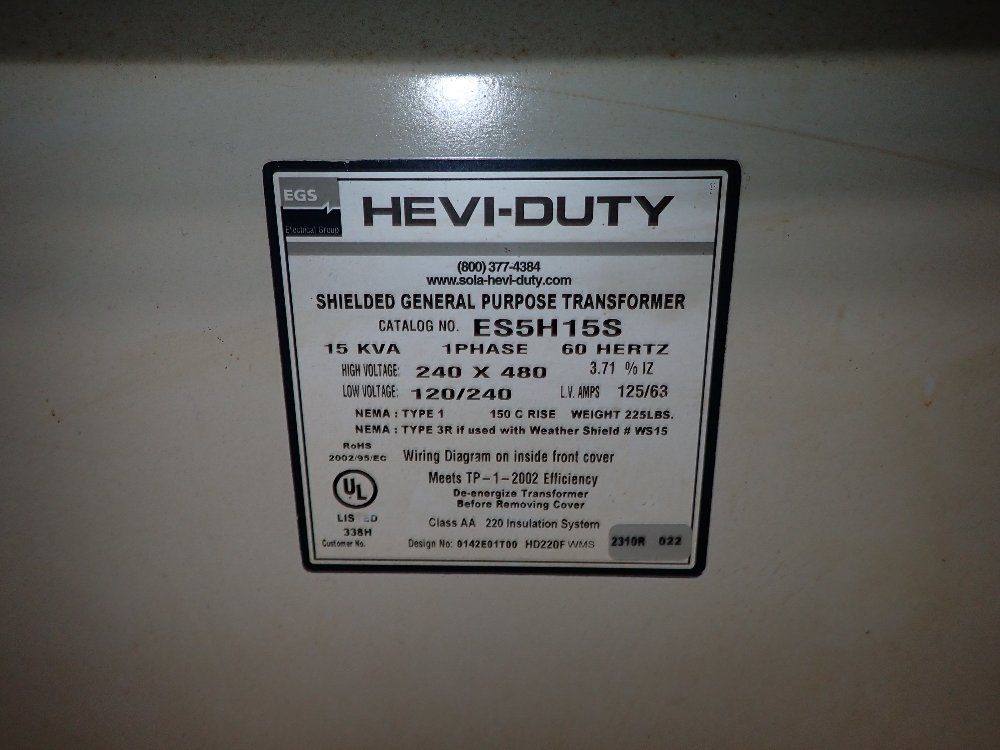 EGS
Electrical Group
HEVI-DUTY
(800) 377-4384
www.sola-hevi-duty.com
SHIELDED GENERAL PURPOSE TRANSFORMER
CATALOG NO. ES5H15S
15 KVA 1PHASE 60 HERTZ
HIGH VOLTAGE: 240 X 480 3.71 % IZ
LOW VOLTAGE: 120/240 L.V. AMPS 125/63
NEMA : TYPE 1 150 C RISE WEIGHT 225LBS.
NEMA : TYPE 3R if used with Weather Shield # WS15
RoHS
2002/95/EC
Wiring Diagram on inside front cover
Meets TP-1-2002 Efficiency
De-energize Transformer
Before Removing Cover
UL
LIS ED
338H
Class AA 220 Insulation System
Customer No. Design No: 0142E01T00 HD220F WMS 2310R 022